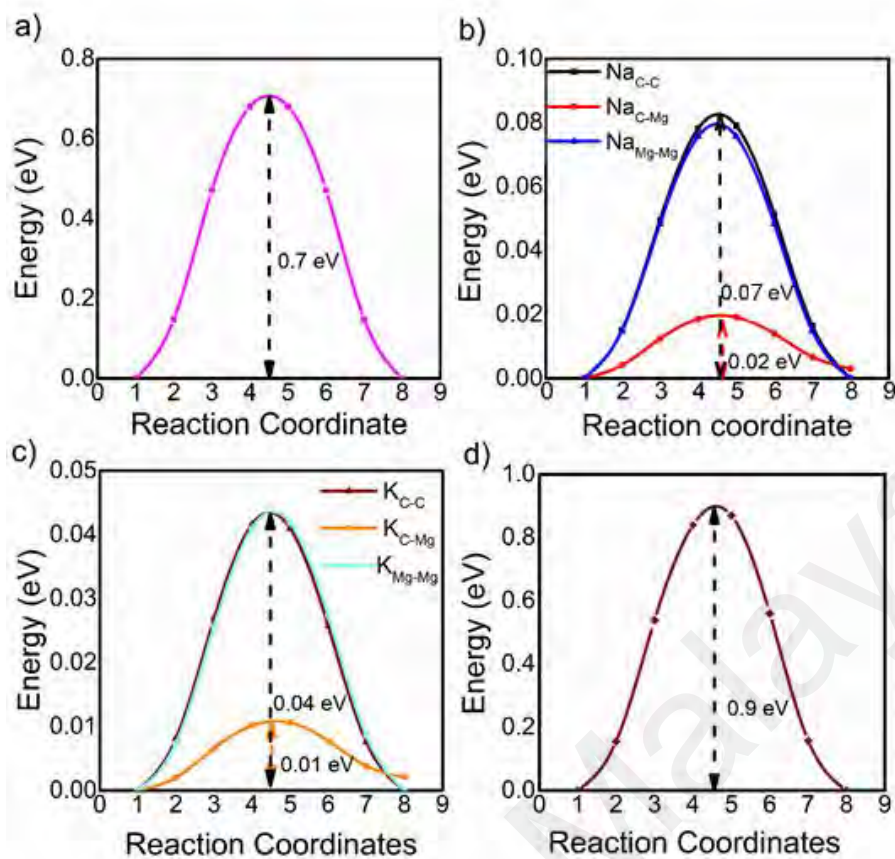 a)
0.8
0.6
0.4
0.2
0.0
Energy (eV)
0.7 eV
0 1 2 3 4 5 6 7 8 9
Reaction Coordinate
b)
0.10
0.08
0.06
0.04
0.02
0.00
Energy (eV)
Na C-C
Na C-Mg
Na Mg-Mg
0.07 eV
0.02 eV
0 1 2 3 4 5 6 7 8 9
Reaction coordinate
c)
0.05
0.04
0.03
0.02
0.01
0.00
Energy (eV)
K C-C
K C-Mg
K Mg-Mg
0.04 eV
0.01 eV
0 1 2 3 4 5 6 7 8 9
Reaction Coordinates
d)
1.0
0.8
0.6
0.4
0.2
0.0
Energy (eV)
0.9 eV
0 1 2 3 4 5 6 7 8 9
Reaction Coordinates
Malaya